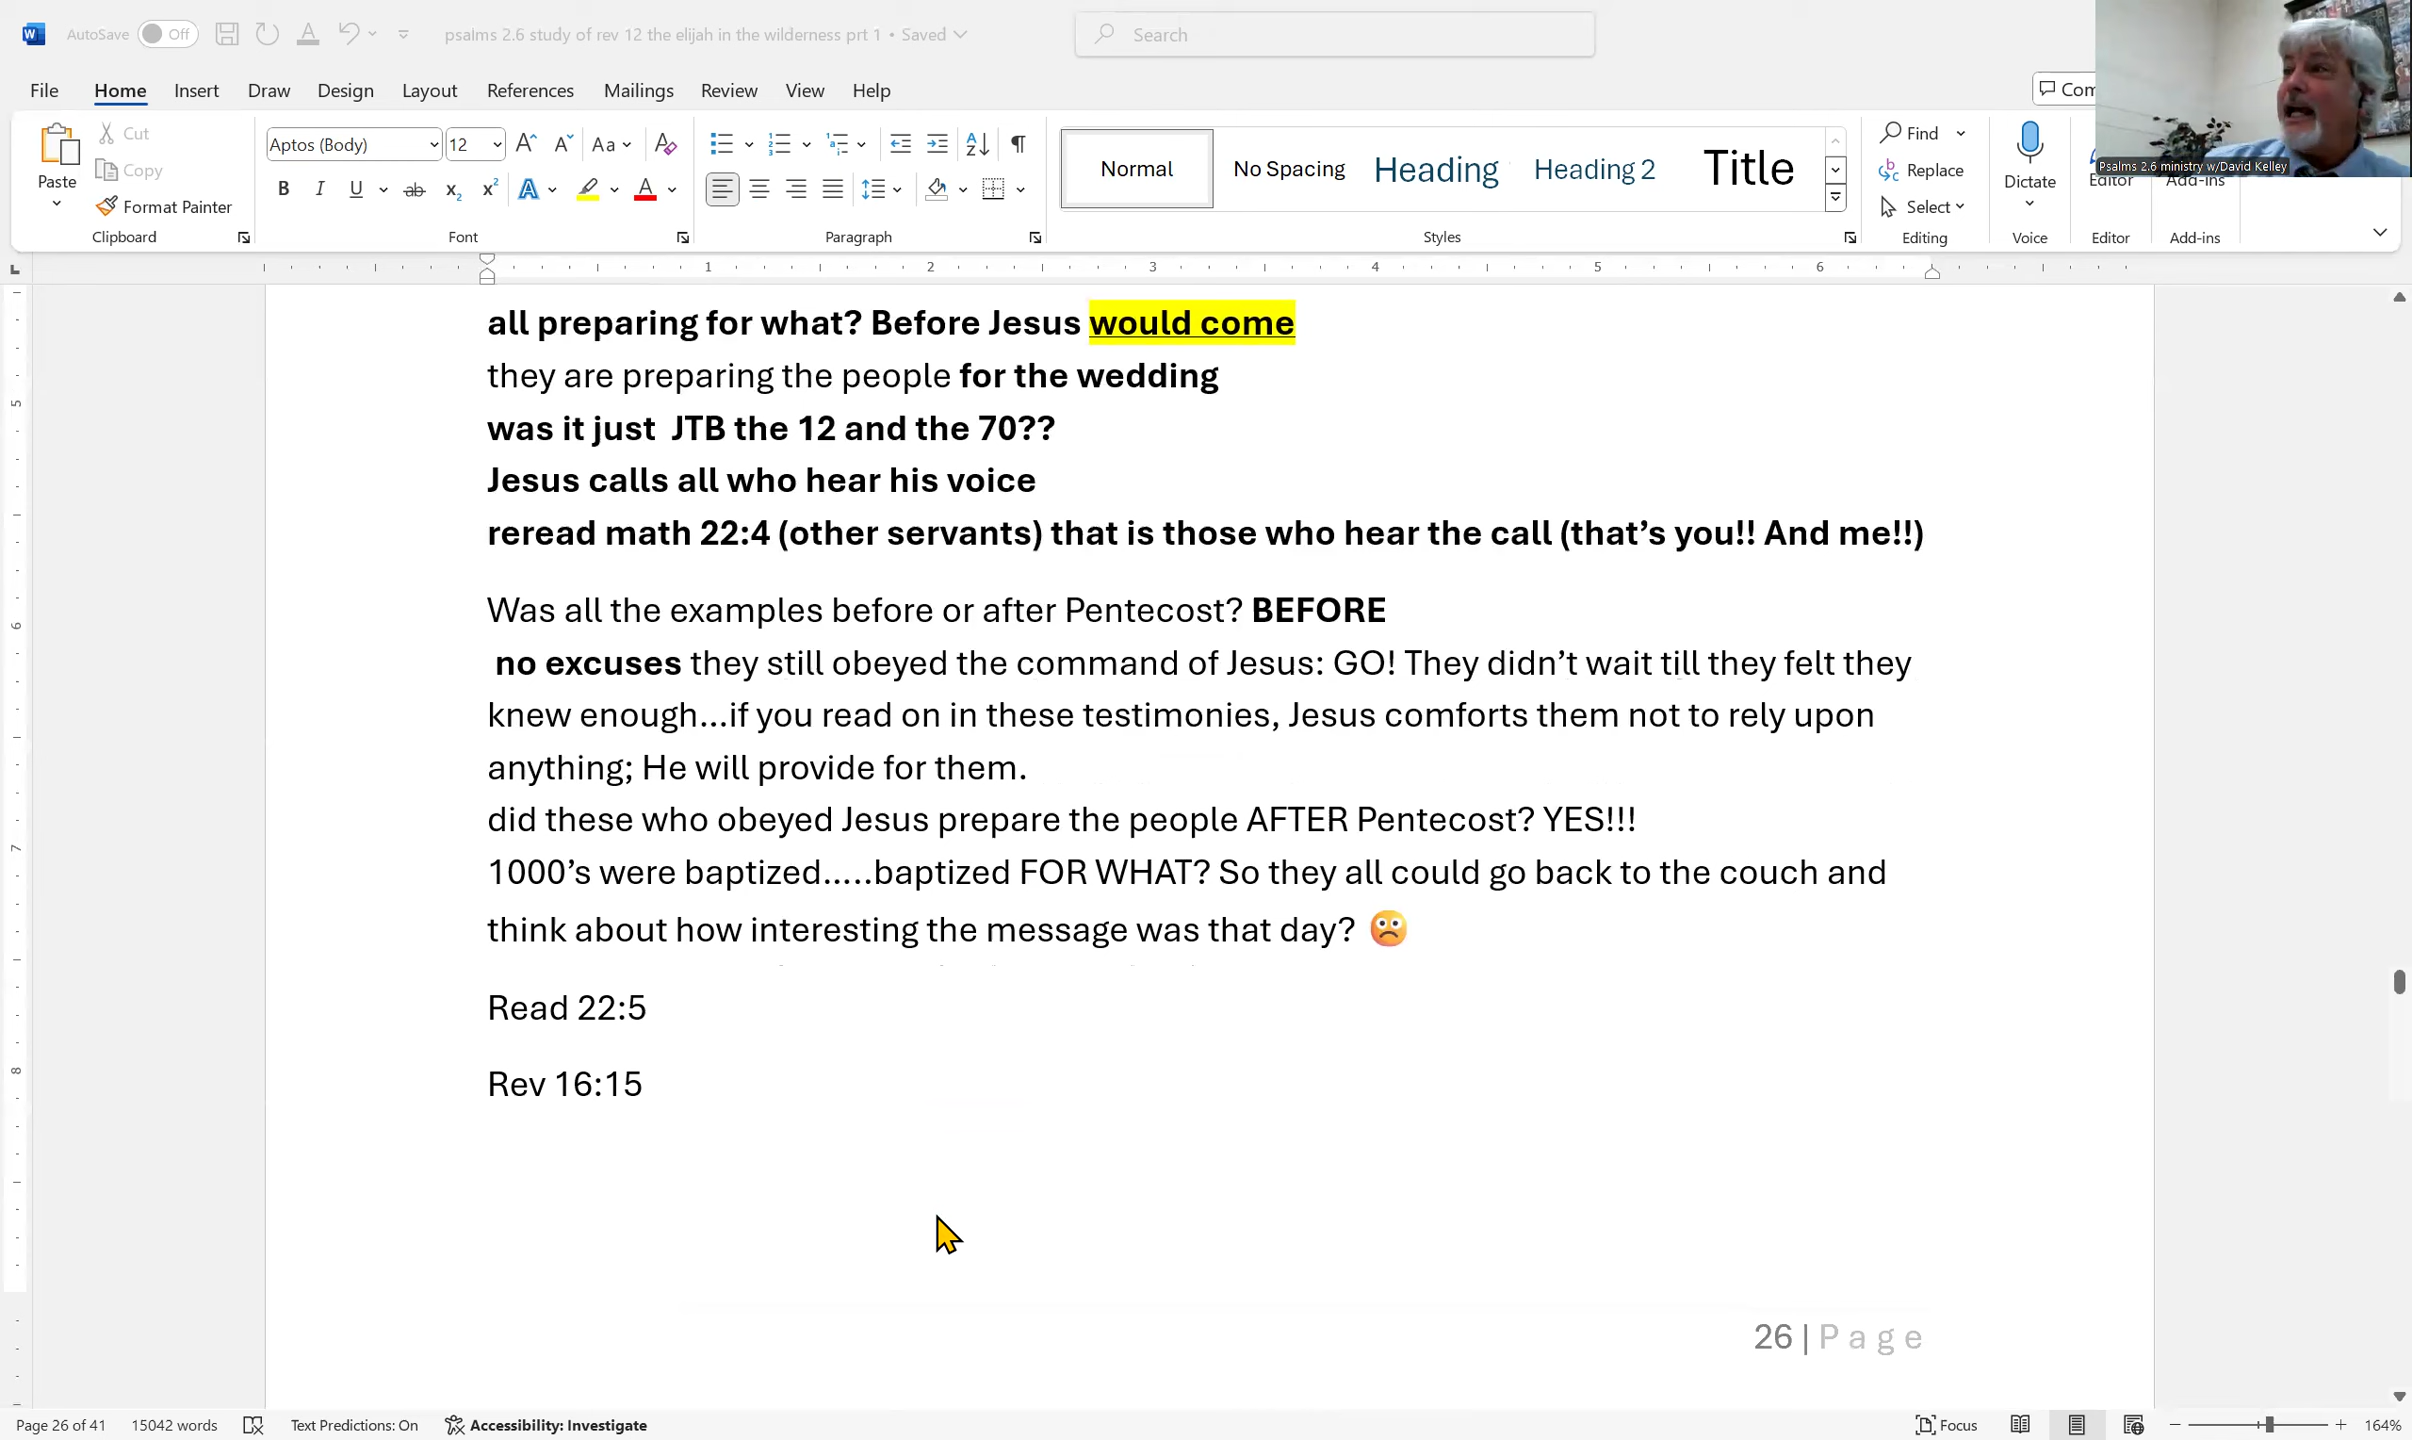 AutoSave Off psalms 2.6 study of rev 12 the elijah in the wilderness prt 1 • Saved Search
File Home Insert Draw Design Layout References Mailings Review View Help
Paste Cut Copy Format Painter Clipboard
Aptos (Body) 12 Font
Paragraph
Normal No Spacing Heading Heading 2 Title Styles
Find Replace Select Editing
Dictate Voice
Editor Editor
Add-ins Add-ins
Psalms 2.6 ministry w/David Kelley
1 2 3 4 5 6
all preparing for what? Before Jesus would come
they are preparing the people for the wedding
was it just JTB the 12 and the 70??
Jesus calls all who hear his voice
reread math 22:4 (other servants) that is those who hear the call (that’s you!! And me!!)
Was all the examples before or after Pentecost? BEFORE
no excuses they still obeyed the command of Jesus: GO! They didn’t wait till they felt they
knew enough...if you read on in these testimonies, Jesus comforts them not to rely upon
anything; He will provide for them.
did these who obeyed Jesus prepare the people AFTER Pentecost? YES!!!
1000’s were baptized.....baptized FOR WHAT? So they all could go back to the couch and
think about how interesting the message was that day? 🙁
Read 22:5
Rev 16:15
26 | Page
Page 26 of 41 15042 words Text Predictions: On Accessibility: Investigate Focus 164%